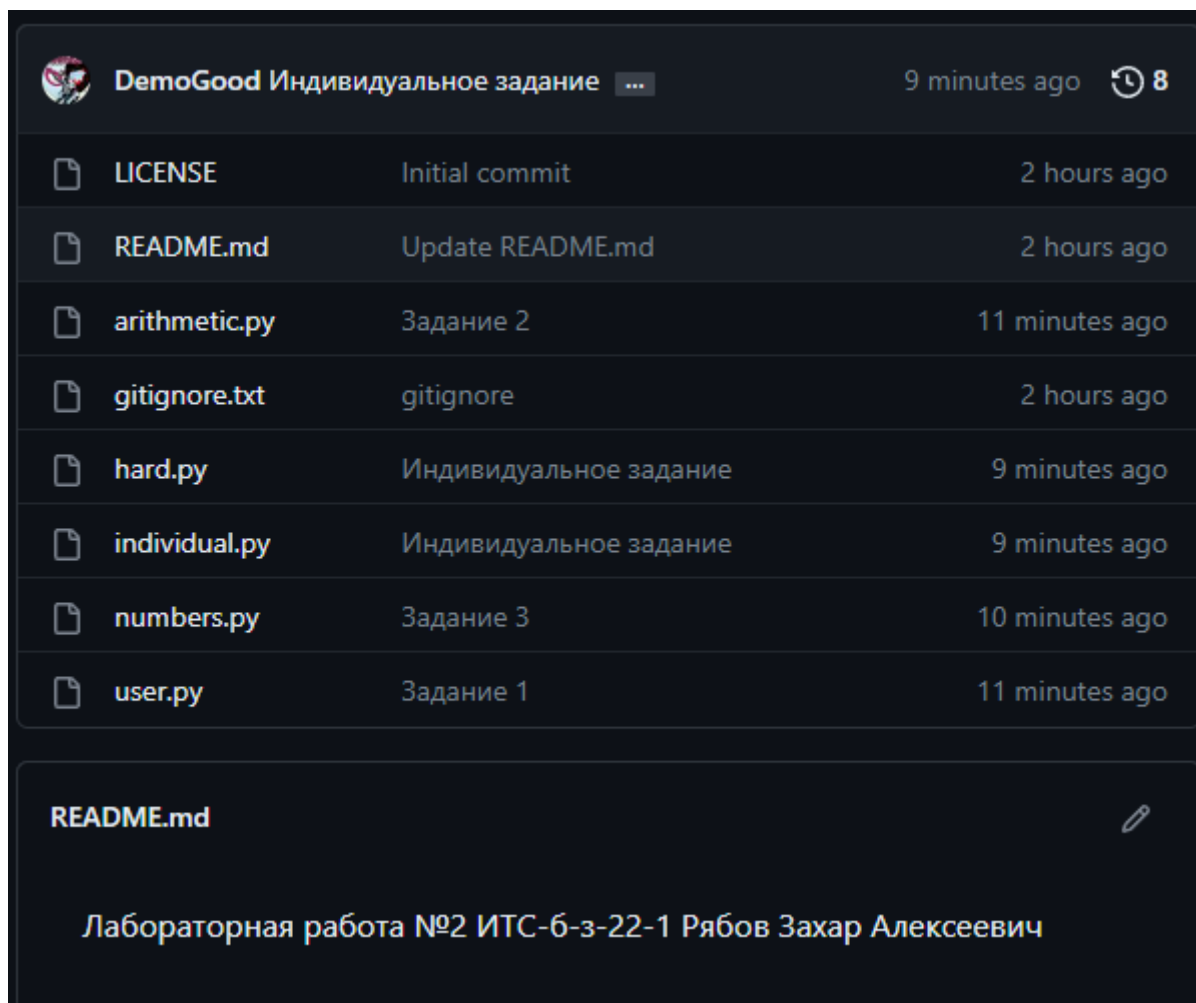 DemoGood Индивидуальное задание ... 9 minutes ago 8
LICENSE Initial commit 2 hours ago
README.md Update README.md 2 hours ago
arithmetic.py Задание 2 11 minutes ago
gitignore.txt gitignore 2 hours ago
hard.py Индивидуальное задание 9 minutes ago
individual.py Индивидуальное задание 9 minutes ago
numbers.py Задание 3 10 minutes ago
user.py Задание 1 11 minutes ago
README.md
Лабораторная работа №2 ИТС-б-з-22-1 Рябов Захар Алексеевич